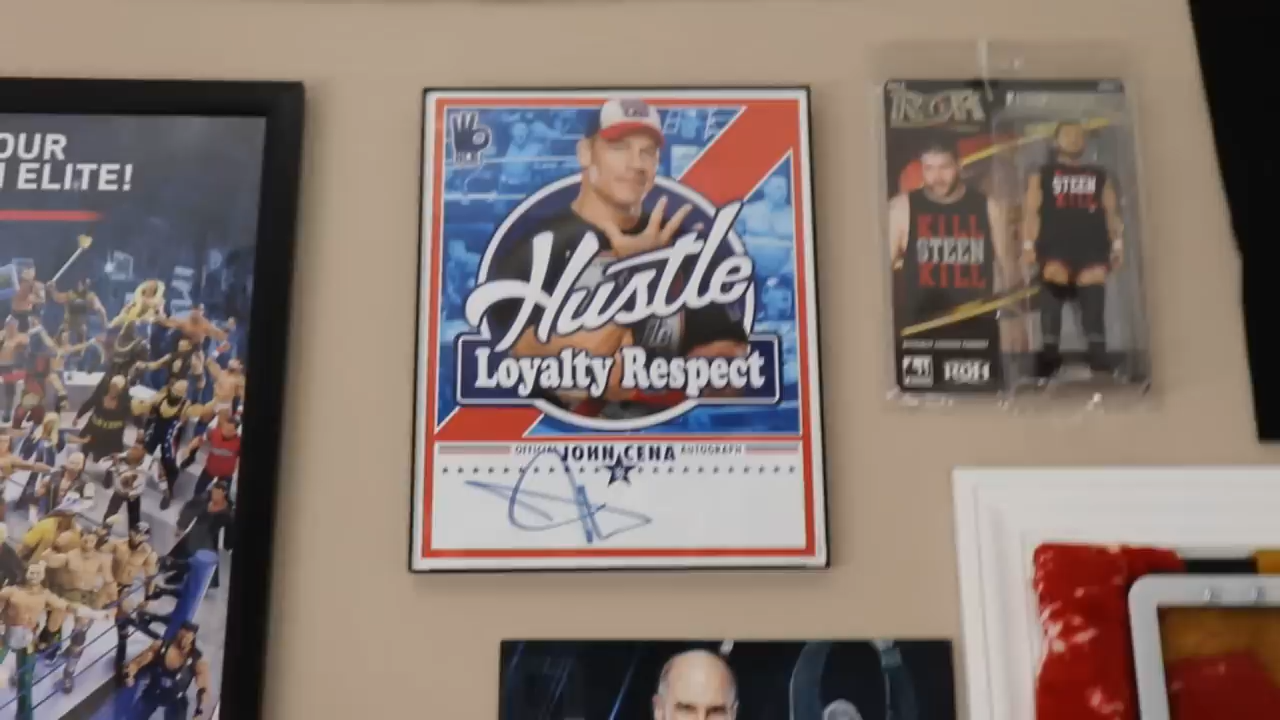 OUR
ELITE!
Hustle
Loyalty Respect
OFFICIAL JOHN CENA AUTOGRAPH
ROH
KILL
STEEN
KILL
STEEN
KILL
ROH